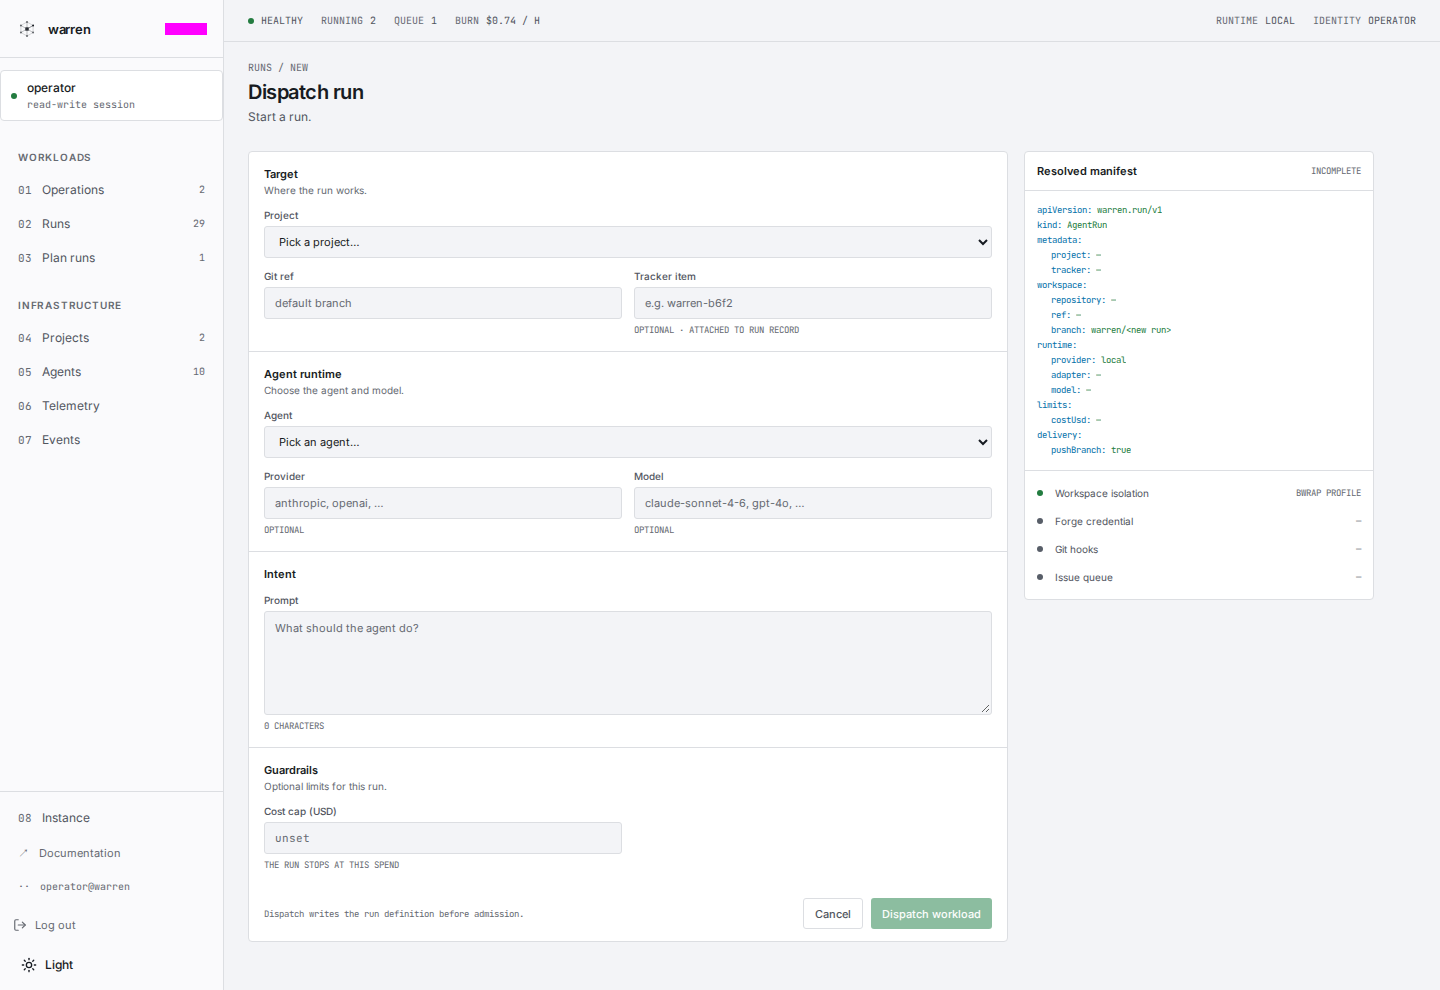 warren
HEALTHY RUNNING 2 QUEUE 1 BURN $0.74 / H
RUNTIME LOCAL IDENTITY OPERATOR
operator
read-write session
WORKLOADS
01 Operations 2
02 Runs 29
03 Plan runs 1
INFRASTRUCTURE
04 Projects 2
05 Agents 10
06 Telemetry
07 Events
08 Instance
Documentation
operator@warren
Log out
Light
RUNS / NEW
Dispatch run
Start a run.
Target
Where the run works.
Project
Pick a project...
Git ref
default branch
Tracker item
e.g. warren-b6f2
OPTIONAL · ATTACHED TO RUN RECORD
Agent runtime
Choose the agent and model.
Agent
Pick an agent...
Provider
anthropic, openai, ...
OPTIONAL
Model
claude-sonnet-4-6, gpt-4o, ...
OPTIONAL
Intent
Prompt
What should the agent do?
0 CHARACTERS
Guardrails
Optional limits for this run.
Cost cap (USD)
unset
THE RUN STOPS AT THIS SPEND
Dispatch writes the run definition before admission.
Cancel
Dispatch workload
Resolved manifest INCOMPLETE
apiVersion: warren.run/v1
kind: AgentRun
metadata:
project: —
tracker: —
workspace:
repository: —
ref: —
branch: warren/<new run>
runtime:
provider: local
adapter: —
model: —
limits:
costUsd: —
delivery:
pushBranch: true
Workspace isolation BWRAP PROFILE
Forge credential —
Git hooks —
Issue queue —